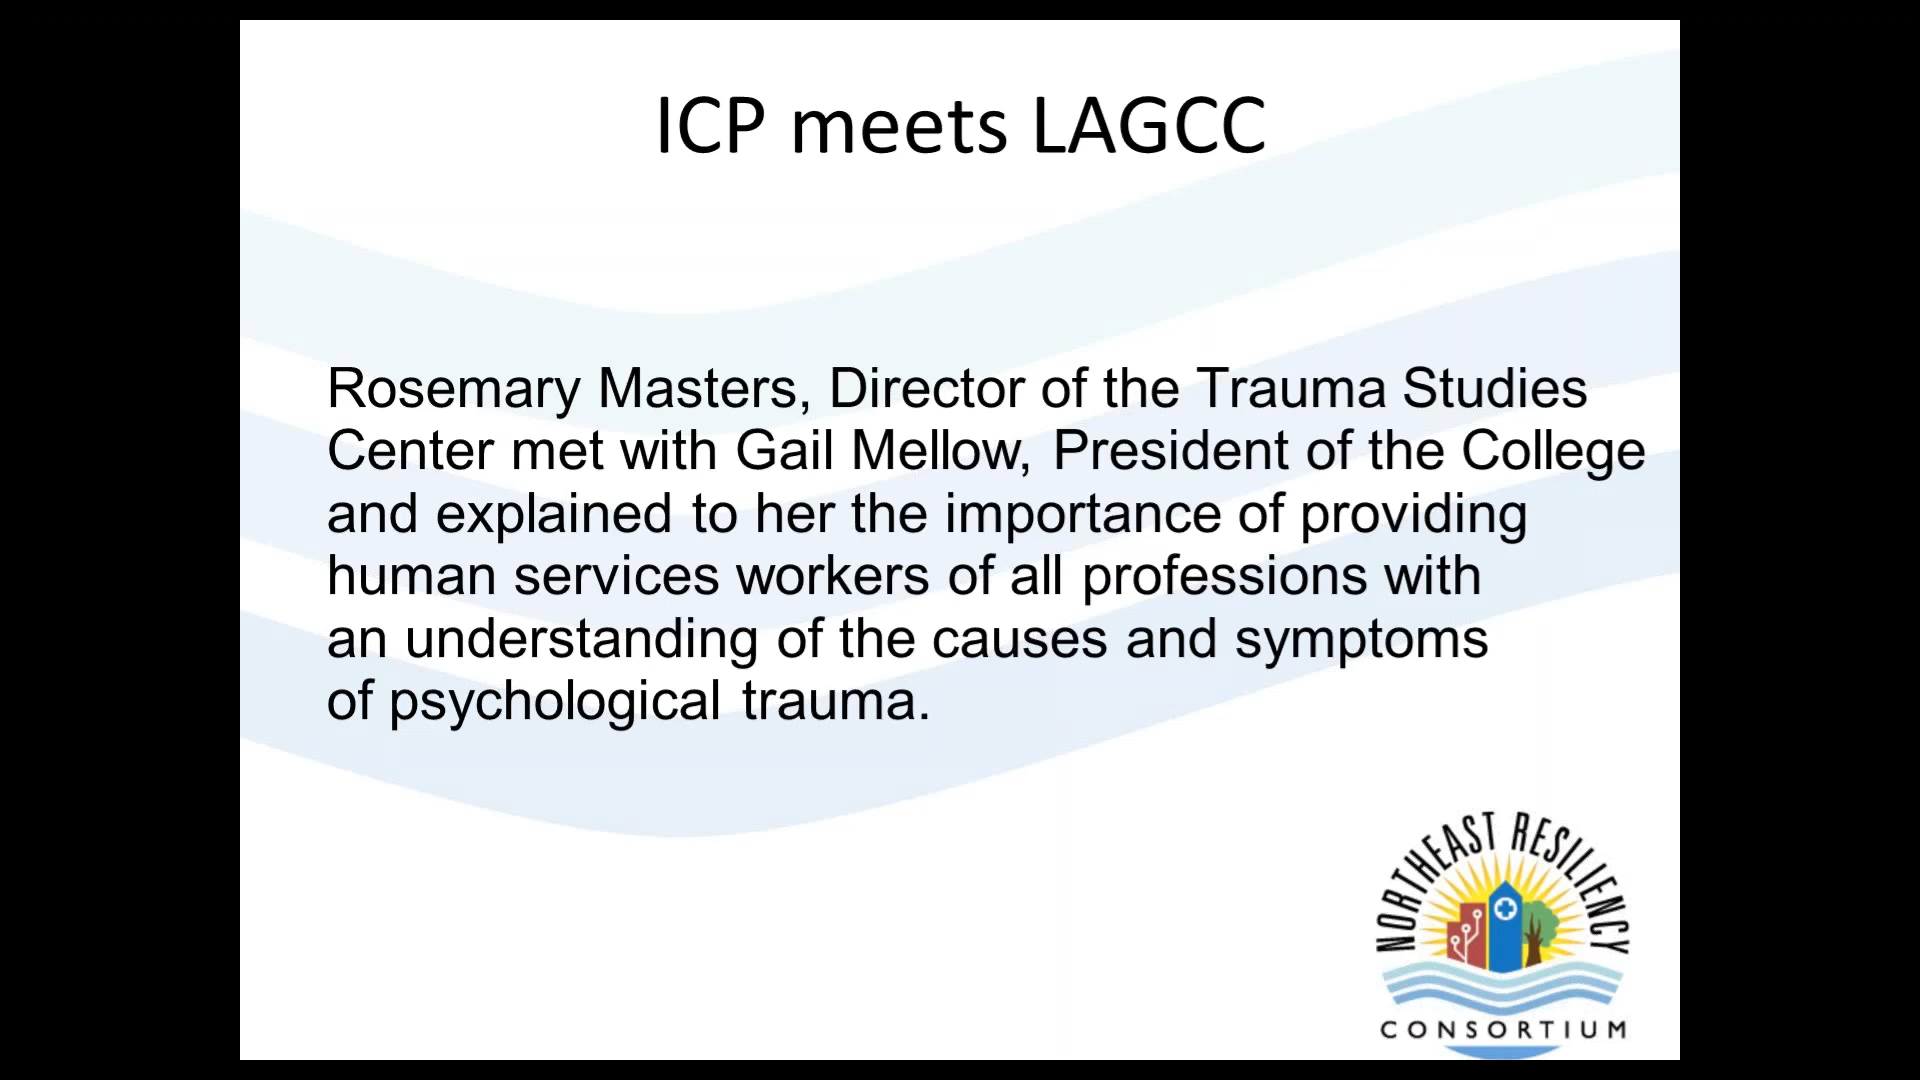 ICP meets LAGCC
Rosemary Masters, Director of the Trauma Studies
Center met with Gail Mellow, President of the College
and explained to her the importance of providing
human services workers of all professions with
an understanding of the causes and symptoms
of psychological trauma.
NORTHEAST RESILIENCY
CONSORTIUM